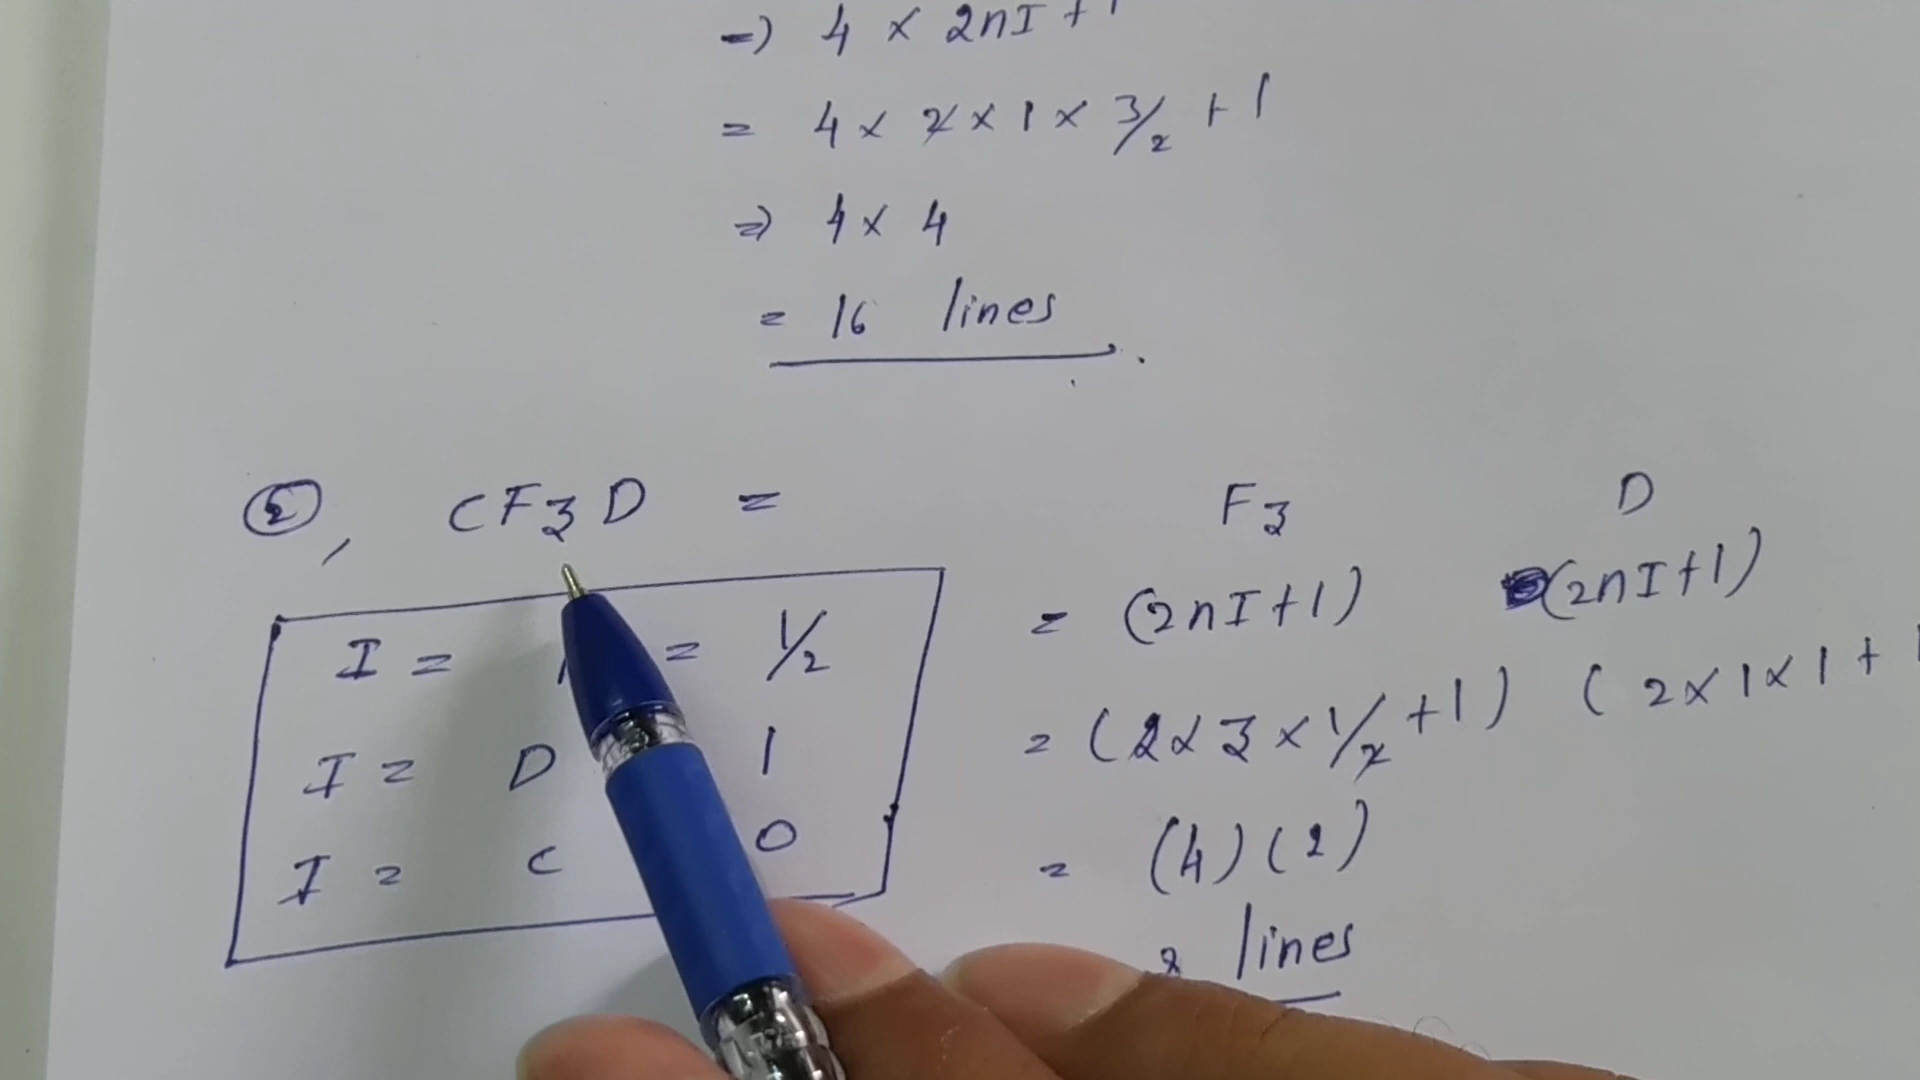 =) 4 × 2nI + 1
= 4 × 2 × 1 × 3/2 + 1
=) 4 × 4
= 16 lines
②, CF3D =
I = = 1/2
I = D 1
I = C 0
F3 D
= (2nI+1) (2nI+1)
= (2×3×1/2+1) (2×1×1+
= (4)(2)
8 lines